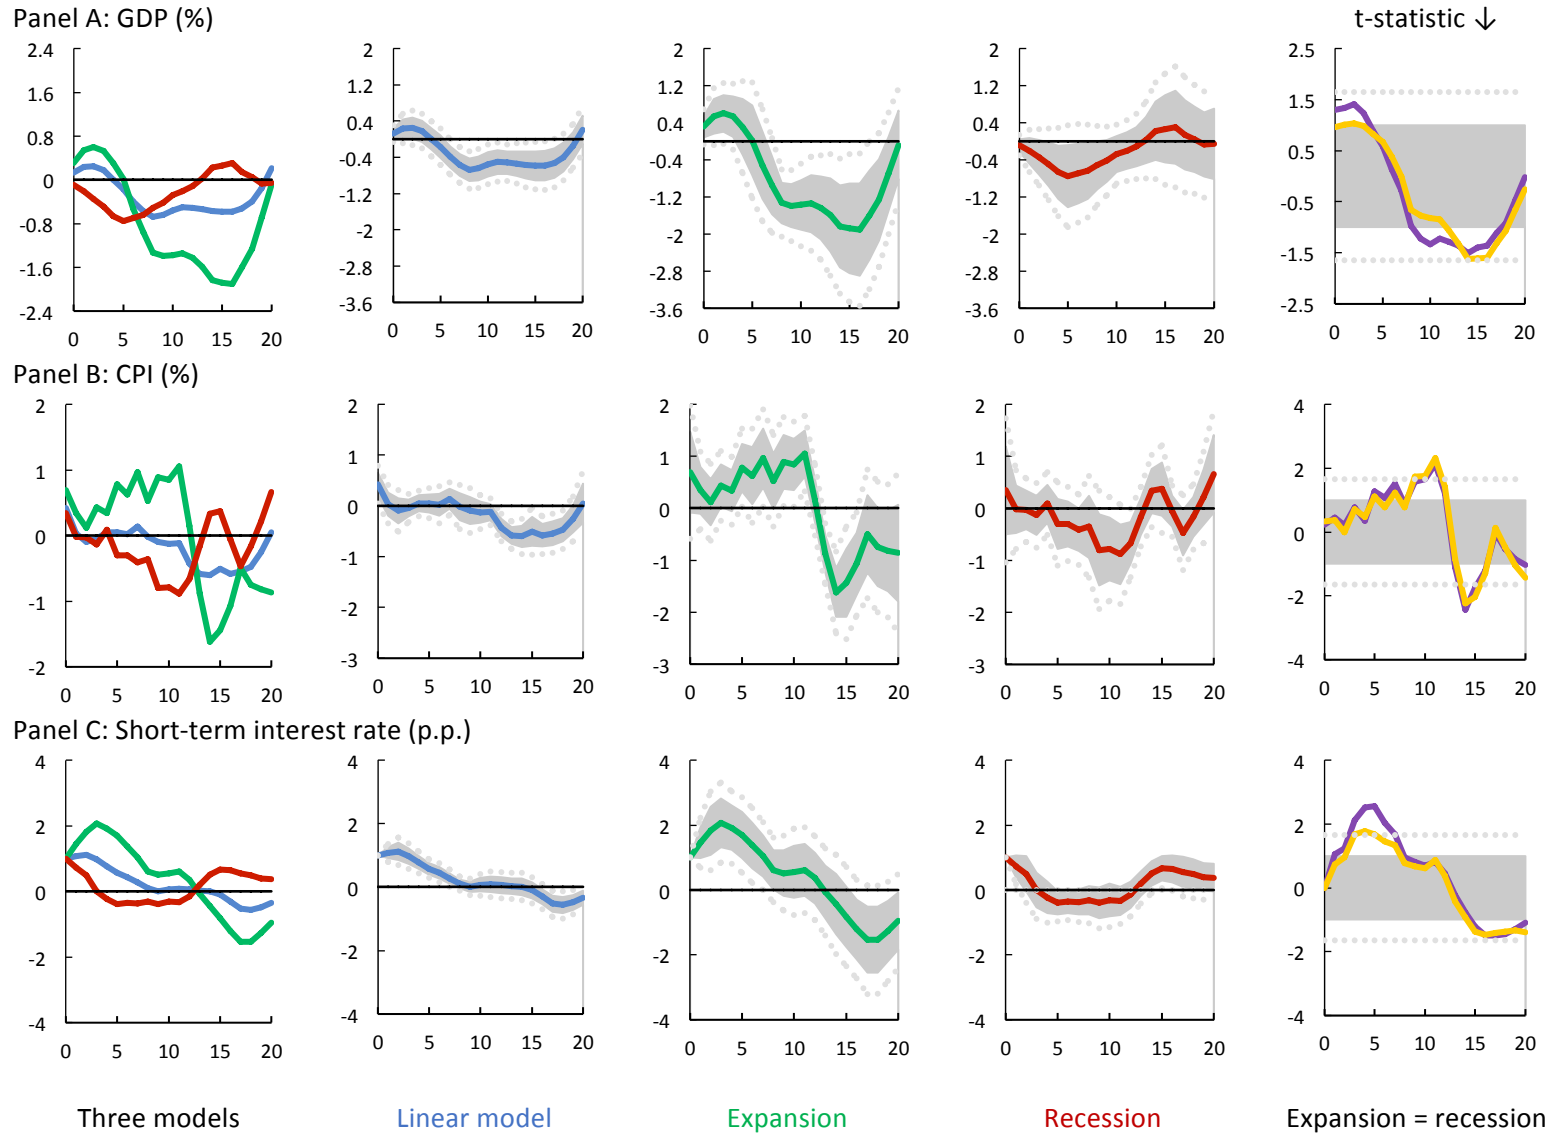 Panel A: GDP (%)
t-statistic ↓
2.4 1.6 0.8 0 -0.8 -1.6 -2.4
0 5 10 15 20
2 1.2 0.4 -0.4 -1.2 -2 -2.8 -3.6
0 5 10 15 20
2 1.2 0.4 -0.4 -1.2 -2 -2.8 -3.6
0 5 10 15 20
2 1.2 0.4 -0.4 -1.2 -2 -2.8 -3.6
0 5 10 15 20
2.5 1.5 0.5 -0.5 -1.5 -2.5
0 5 10 15 20
Panel B: CPI (%)
2 1 0 -1 -2
0 5 10 15 20
2 1 0 -1 -2 -3
0 5 10 15 20
2 1 0 -1 -2 -3
0 5 10 15 20
2 1 0 -1 -2 -3
0 5 10 15 20
4 2 0 -2 -4
0 5 10 15 20
Panel C: Short-term interest rate (p.p.)
4 2 0 -2 -4
0 5 10 15 20
4 2 0 -2 -4
0 5 10 15 20
4 2 0 -2 -4
0 5 10 15 20
4 2 0 -2 -4
0 5 10 15 20
4 2 0 -2 -4
0 5 10 15 20
Three models
Linear model
Expansion
Recession
Expansion = recession